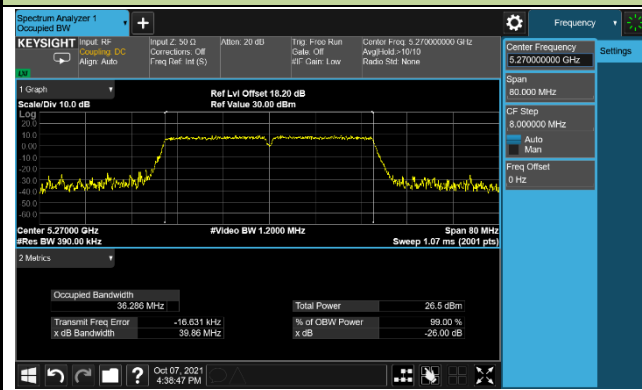 Spectrum Analyzer 1
Occupied BW
Frequency
KEYSIGHT
Input: RF
Coupling: DC
Align: Auto
Input Z: 50 Ω
Corrections: Off
Freq Ref: Int (S)
Atten: 20 dB
Trig: Free Run
Gate: Off
#IF Gain: Low
Center Freq: 5.270000000 GHz
Avg|Hold:>10/10
Radio Std: None
LXI
Center Frequency
5.270000000 GHz
Settings
Span
80.000 MHz
CF Step
8.000000 MHz
Auto
Man
Freq Offset
0 Hz
1 Graph
Scale/Div 10.0 dB
Ref Lvl Offset 18.20 dB
Ref Value 30.00 dBm
Log
20.0
10.0
0.00
-10.0
-20.0
-30.0
-40.0
-50.0
-60.0
Center 5.27000 GHz
#Video BW 1.2000 MHz
Span 80 MHz
#Res BW 390.00 kHz
Sweep 1.07 ms (2001 pts)
2 Metrics
Occupied Bandwidth
36.286 MHz
Total Power 26.5 dBm
Transmit Freq Error -16.631 kHz
% of OBW Power 99.00 %
x dB Bandwidth 39.86 MHz
x dB -26.00 dB
?
Oct 07, 2021
4:38:47 PM